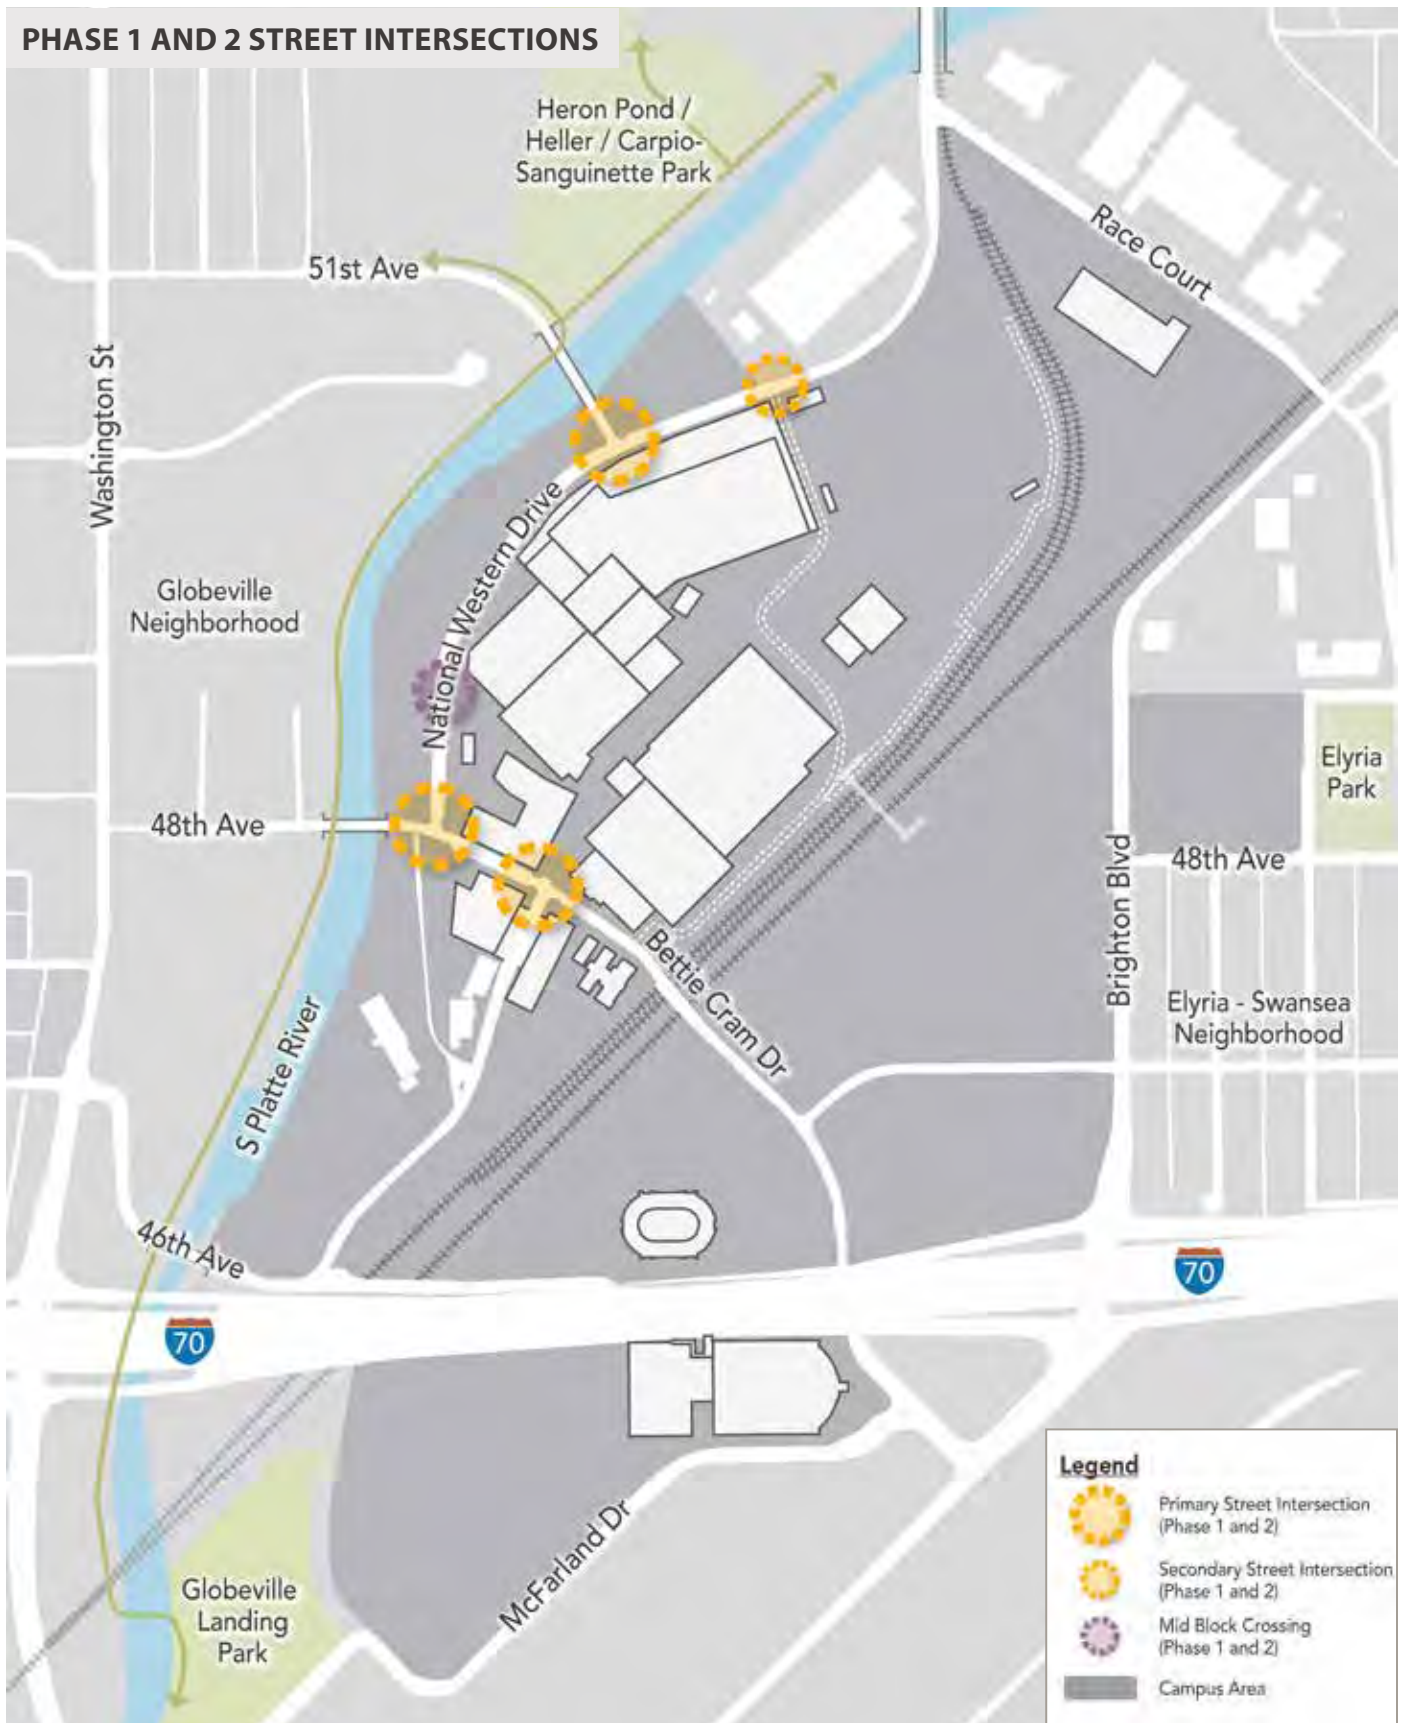 PHASE 1 AND 2 STREET INTERSECTIONS
Heron Pond /
Heller / Carpio-
Sanguinette Park
Race Court
51st Ave
Washington St
National Western Drive
Globeville
Neighborhood
Elyria
Park
48th Ave
48th Ave
Brighton Blvd
Bettie Cram Dr
Elyria - Swansea
Neighborhood
S Platte River
46th Ave
70
70
McFarland Dr
Globeville
Landing
Park
Legend
Primary Street Intersection
(Phase 1 and 2)
Secondary Street Intersection
(Phase 1 and 2)
Mid Block Crossing
(Phase 1 and 2)
Campus Area